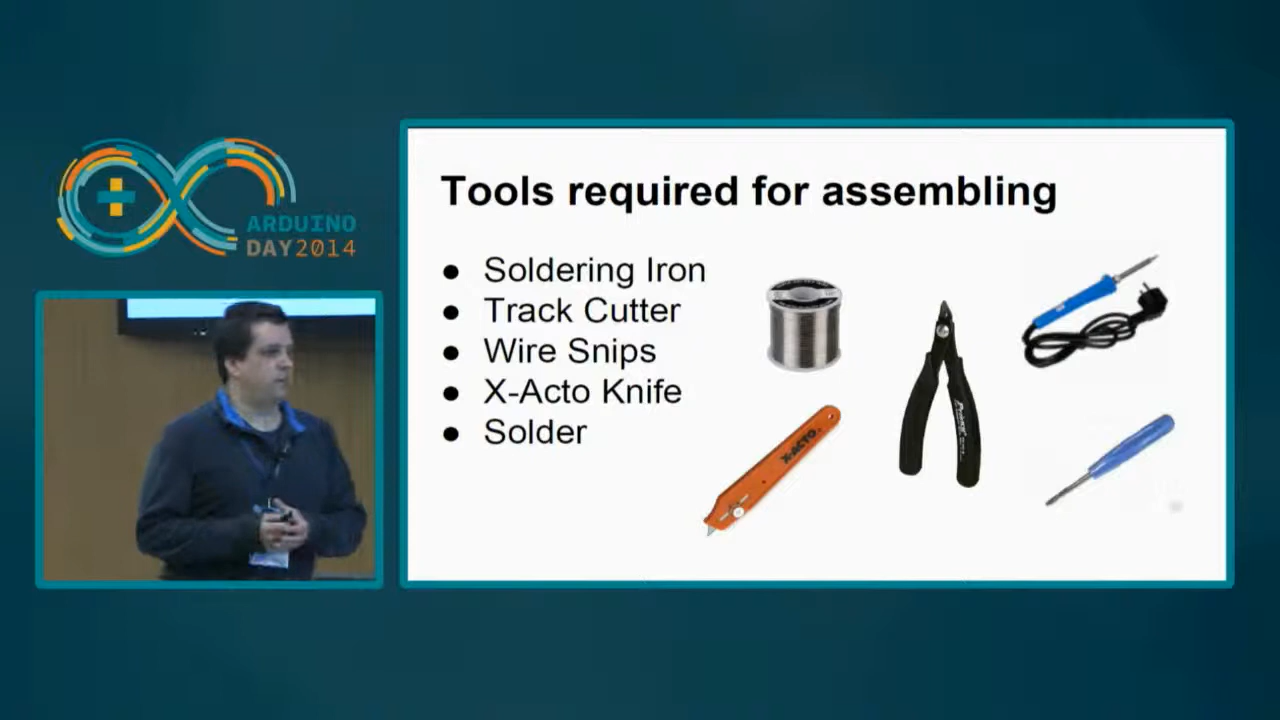 ARDUINO
DAY2014
Tools required for assembling
● Soldering Iron
● Track Cutter
● Wire Snips
● X-Acto Knife
● Solder
X-ACTO